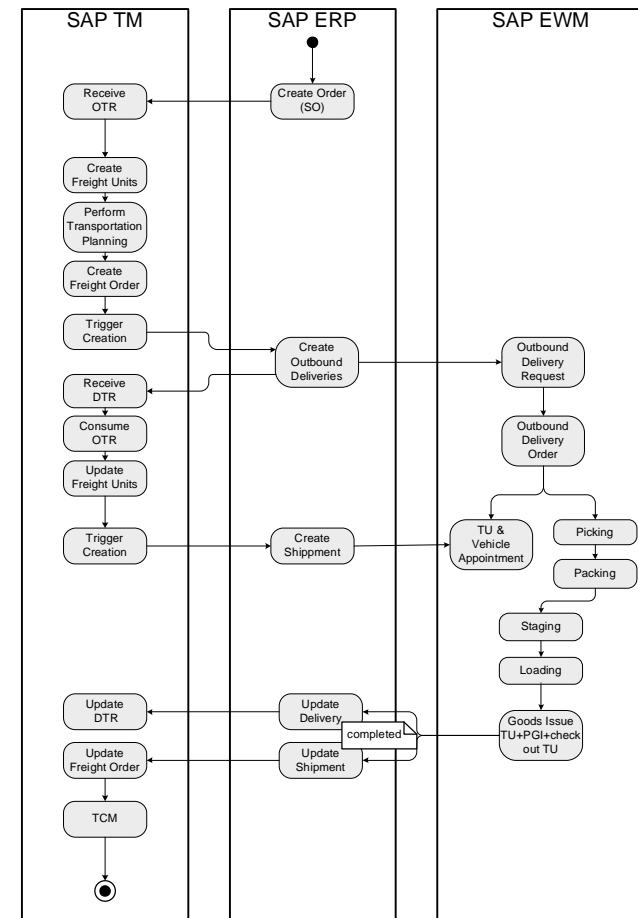 SAP TM
SAP ERP
SAP EWM
Receive
OTR
Create Order
(SO)
Create
Freight Units
Perform
Transportation
Planning
Create
Freight Order
Trigger
Creation
Create
Outbound
Deliveries
Outbound
Delivery
Request
Receive
DTR
Consume
OTR
Outbound
Delivery
Order
Update
Freight Units
Trigger
Creation
Create
Shippment
TU &
Vehicle
Appointment
Picking
Packing
Staging
Loading
Update
DTR
Update
Delivery
completed
Goods Issue
TU+PGI+check
out TU
Update
Freight Order
Update
Shipment
TCM